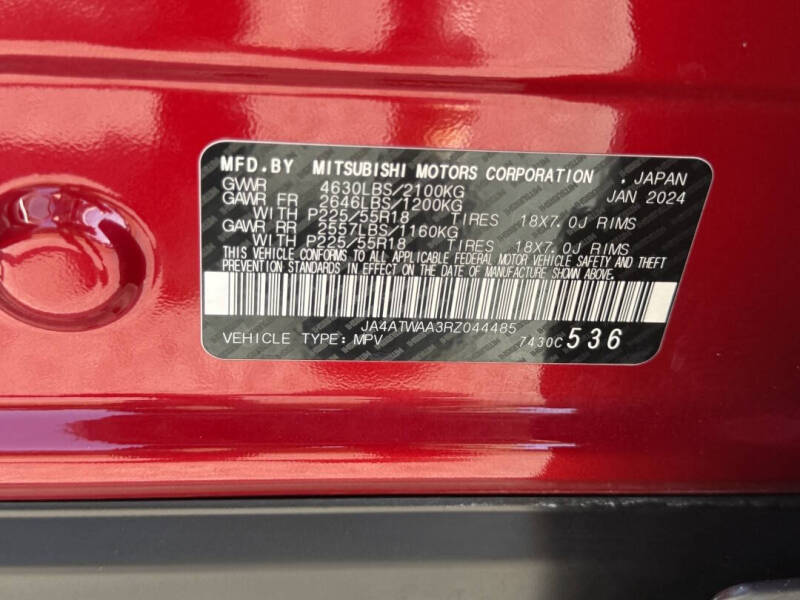 MFD.BY MITSUBISHI MOTORS CORPORATION , JAPAN
GVWR 4630LBS/2100KG JAN 2024
GAWR FR 2646LBS/1200KG
WITH P225/55R18 TIRES 18X7.0J RIMS
GAWR RR 2557LBS/1160KG
WITH P225/55R18 TIRES 18X7.0J RIMS
THIS VEHICLE CONFORMS TO ALL APPLICABLE FEDERAL MOTOR VEHICLE SAFETY AND THEFT
PREVENTION STANDARDS IN EFFECT ON THE DATE OF MANUFACTURE SHOWN ABOVE.
JA4ATWAA3RZ044485
VEHICLE TYPE:MPV 7430C 536